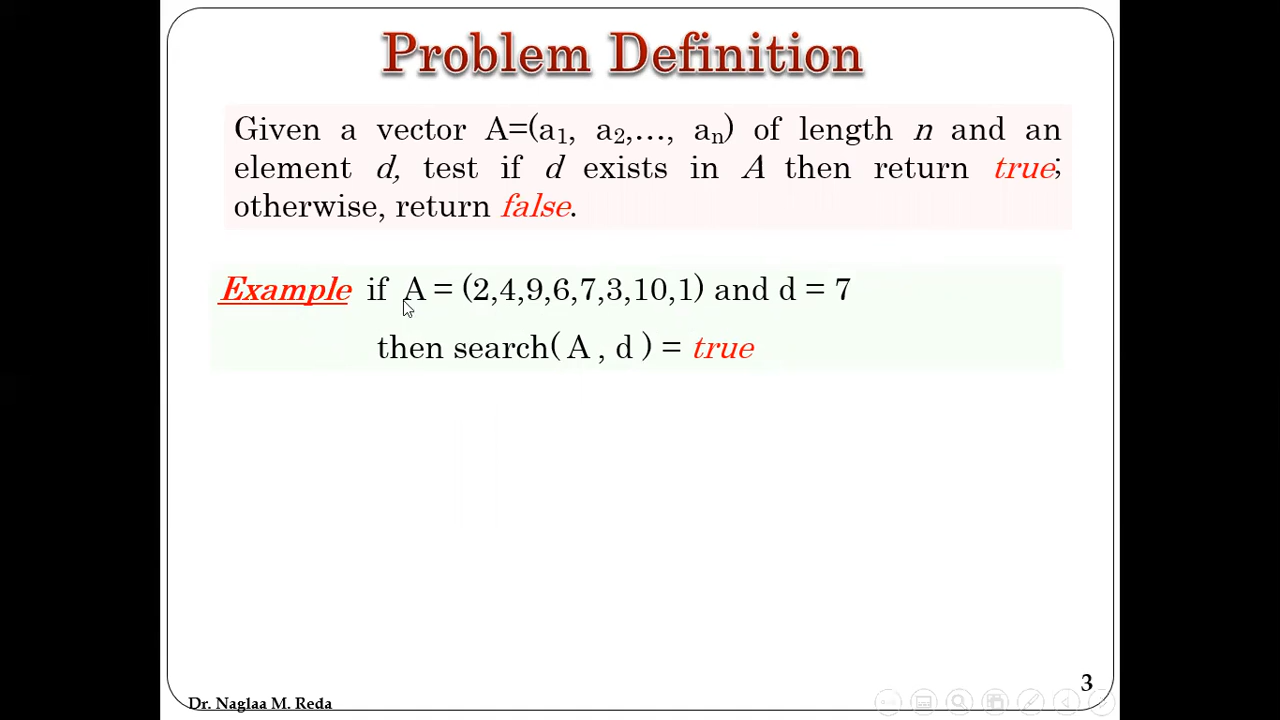 Problem Definition
Given a vector A=(a1, a2,…, an) of length n and an
element d, test if d exists in A then return true;
otherwise, return false.
Example if A = (2,4,9,6,7,3,10,1) and d = 7
then search( A , d ) = true
Dr. Naglaa M. Reda
3